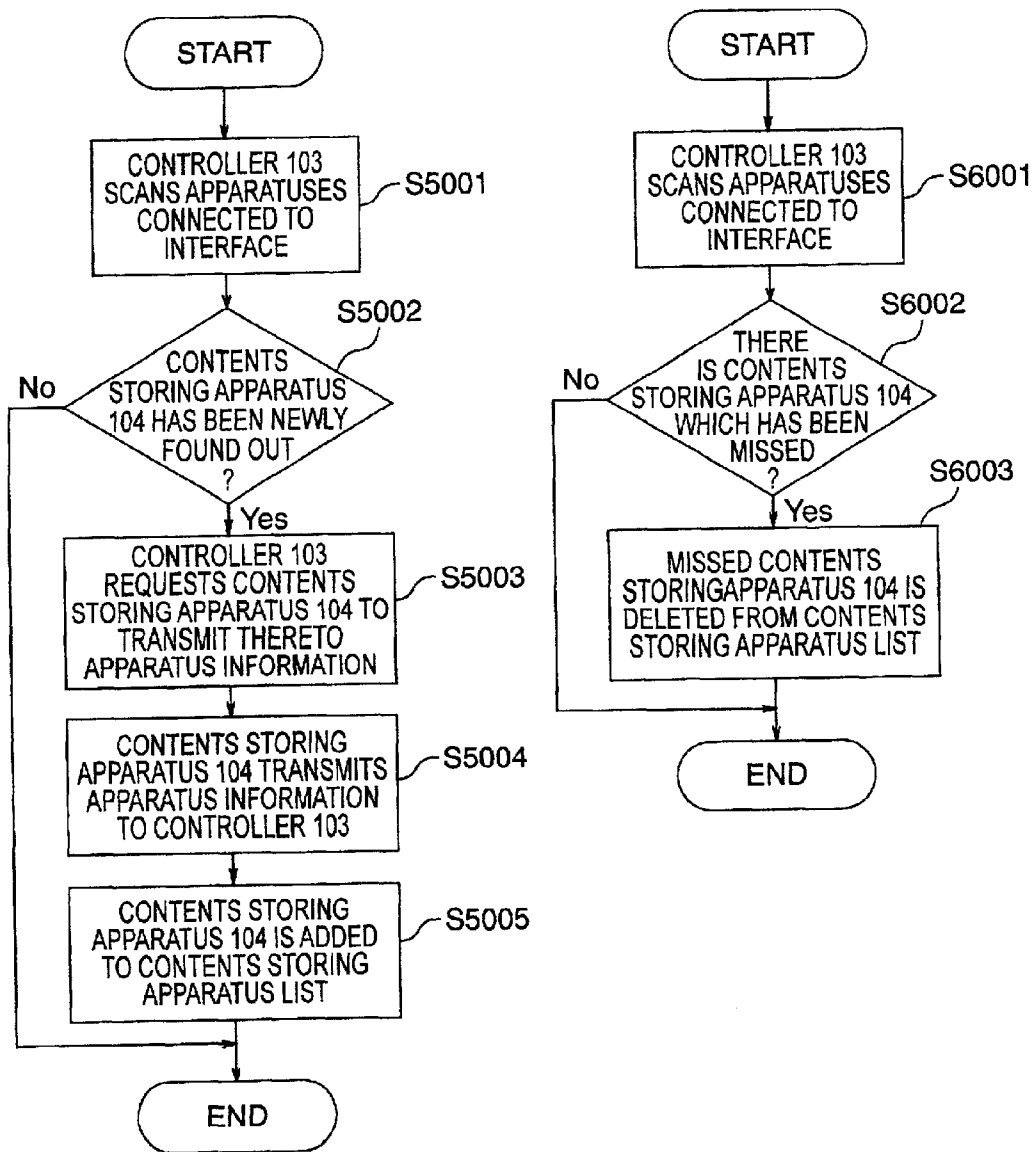 START
CONTROLLER 103
SCANS APPARATUSES
CONNECTED TO
INTERFACE
S5001
S5002
CONTENTS
STORING APPARATUS
104 HAS BEEN NEWLY
FOUND OUT
?
No
Yes
CONTROLLER 103
REQUESTS CONTENTS
STORING APPARATUS 104 TO
TRANSMIT THERETO
APPARATUS INFORMATION
S5003
CONTENTS STORING
APPARATUS 104 TRANSMITS
APPARATUS INFORMATION
TO CONTROLLER 103
S5004
CONTENTS STORING
APPARATUS 104 IS ADDED
TO CONTENTS STORING
APPARATUS LIST
S5005
END
START
CONTROLLER 103
SCANS APPARATUSES
CONNECTED TO
INTERFACE
S6001
S6002
THERE
IS CONTENTS
STORING APPARATUS 104
WHICH HAS BEEN
MISSED
?
No
Yes
S6003
MISSED CONTENTS
STORINGAPPARATUS 104 IS
DELETED FROM CONTENTS
STORING APPARATUS LIST
END